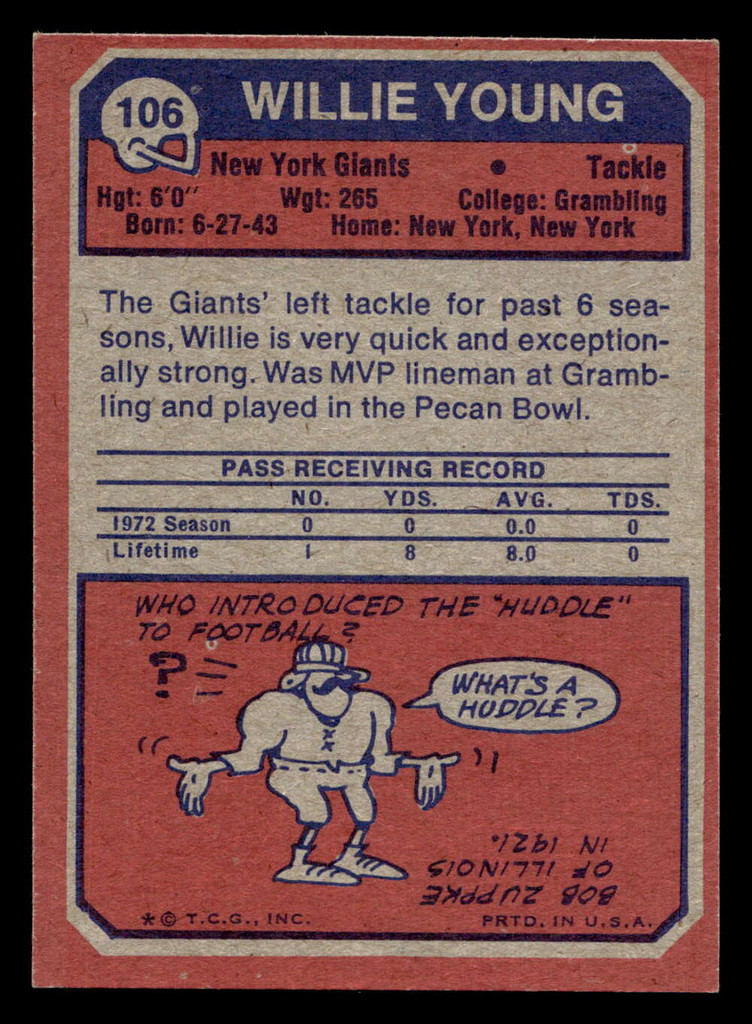 106 WILLIE YOUNG
New York Giants • Tackle
Hgt: 6'0" Wgt: 265 College: Grambling
Born: 6-27-43 Home: New York, New York
The Giants' left tackle for past 6 sea-
sons, Willie is very quick and exception-
ally strong. Was MVP lineman at Gramb-
ling and played in the Pecan Bowl.
PASS RECEIVING RECORD
NO. YDS. AVG. TDS.
1972 Season 0 0 0.0 0
Lifetime 1 8 8.0 0
WHO INTRODUCED THE "HUDDLE"
TO FOOTBALL?
?
WHAT'S A
HUDDLE?
BOB ZUPPKE
OF ILLINOIS
IN 1921.
* © T.C.G., INC. PRTD. IN U.S.A.